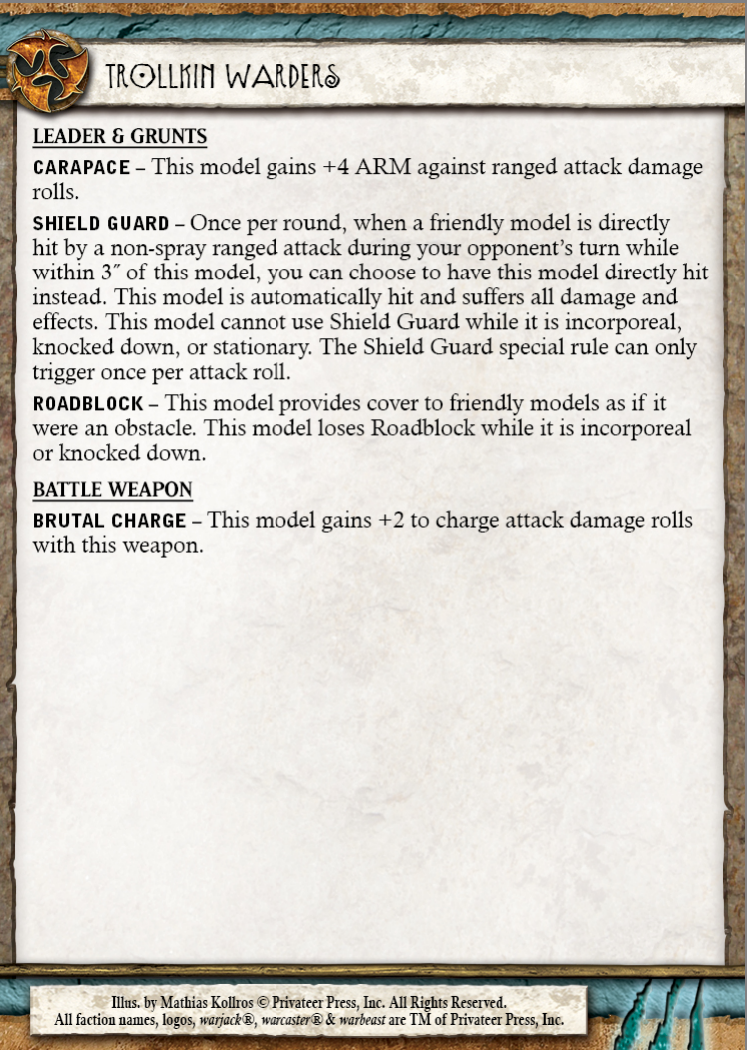 TROLLKIN WARDERS
LEADER & GRUNTS
CARAPACE – This model gains +4 ARM against ranged attack damage
rolls.
SHIELD GUARD – Once per round, when a friendly model is directly
hit by a non-spray ranged attack during your opponent’s turn while
within 3˝ of this model, you can choose to have this model directly hit
instead. This model is automatically hit and suffers all damage and
effects. This model cannot use Shield Guard while it is incorporeal,
knocked down, or stationary. The Shield Guard special rule can only
trigger once per attack roll.
ROADBLOCK – This model provides cover to friendly models as if it
were an obstacle. This model loses Roadblock while it is incorporeal
or knocked down.
BATTLE WEAPON
BRUTAL CHARGE – This model gains +2 to charge attack damage rolls
with this weapon.
Illus. by Mathias Kollros © Privateer Press, Inc. All Rights Reserved.
All faction names, logos, warjack®, warcaster® & warbeast are TM of Privateer Press, Inc.